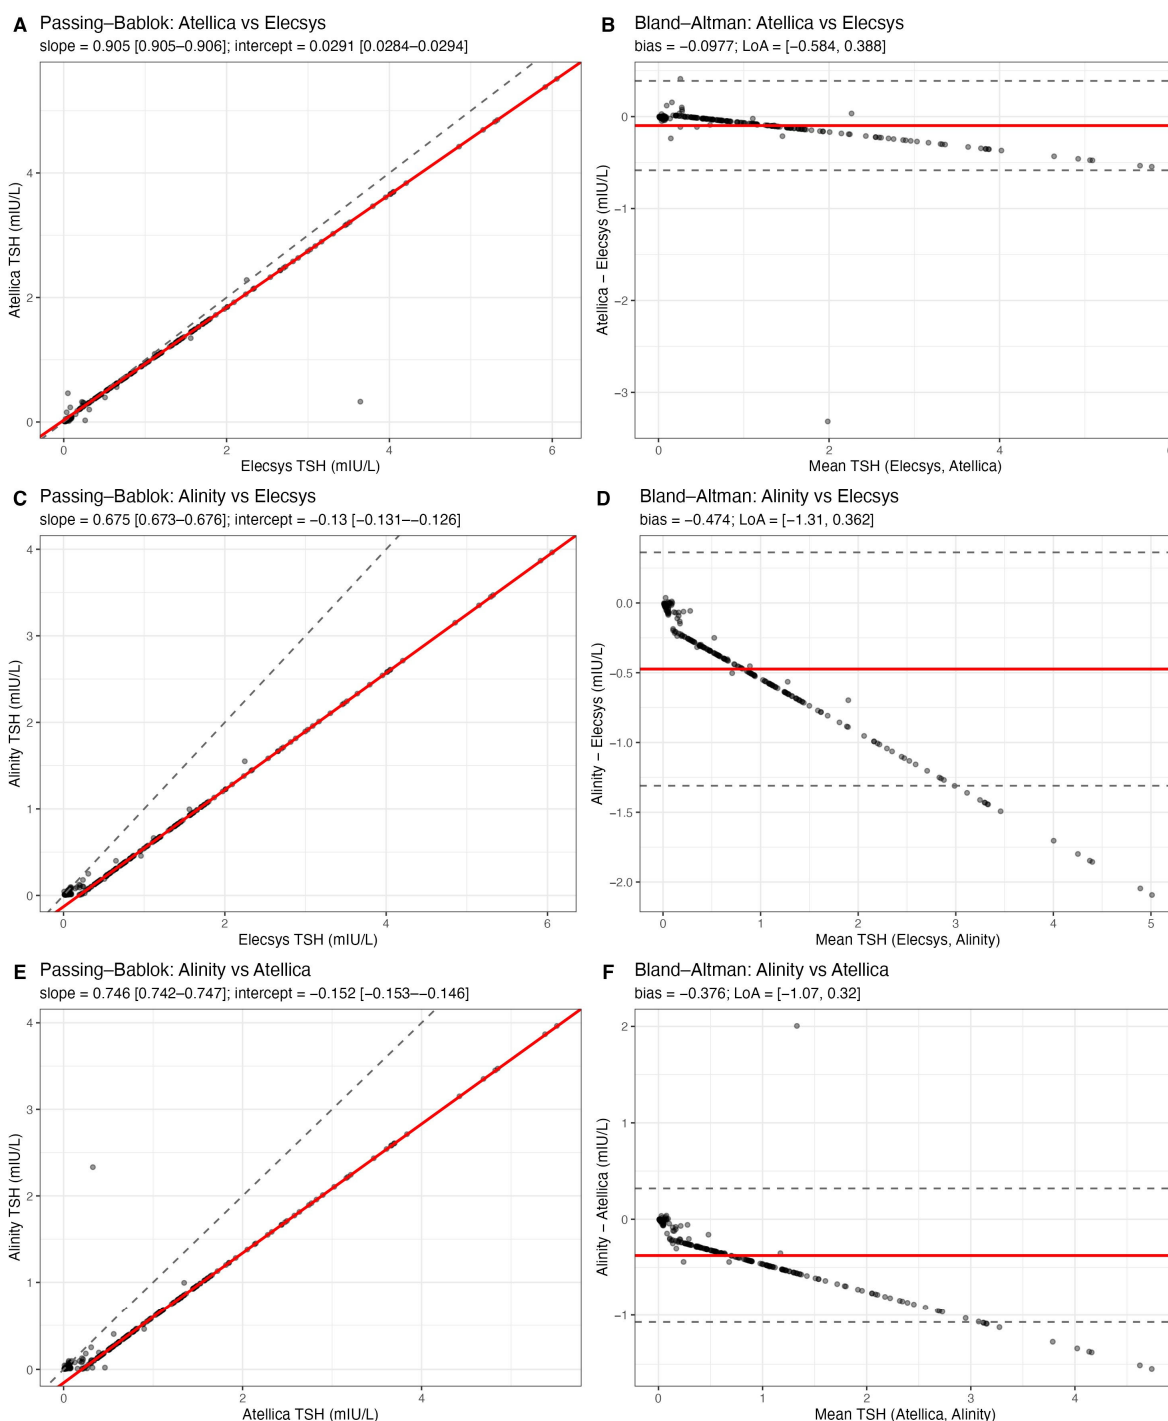 A Passing–Bablok: Atellica vs Elecsys
slope = 0.905 [0.905–0.906]; intercept = 0.0291 [0.0284–0.0294]
4
2
0
Atellica TSH (mIU/L)
0 2 4 6
Elecsys TSH (mIU/L)
B Bland–Altman: Atellica vs Elecsys
bias = −0.0977; LoA = [−0.584, 0.388]
0
−1
−2
−3
Atellica − Elecsys (mIU/L)
0 2 4
Mean TSH (Elecsys, Atellica)
C Passing–Bablok: Alinity vs Elecsys
slope = 0.675 [0.673–0.676]; intercept = −0.13 [−0.131–−0.126]
4
3
2
1
0
Alinity TSH (mIU/L)
0 2 4 6
Elecsys TSH (mIU/L)
D Bland–Altman: Alinity vs Elecsys
bias = −0.474; LoA = [−1.31, 0.362]
0.0
−0.5
−1.0
−1.5
−2.0
Alinity − Elecsys (mIU/L)
0 1 2 3 4 5
Mean TSH (Elecsys, Alinity)
E Passing–Bablok: Alinity vs Atellica
slope = 0.746 [0.742–0.747]; intercept = −0.152 [−0.153–−0.146]
4
3
2
1
0
Alinity TSH (mIU/L)
0 2 4
Atellica TSH (mIU/L)
F Bland–Altman: Alinity vs Atellica
bias = −0.376; LoA = [−1.07, 0.32]
2
1
0
−1
Alinity − Atellica (mIU/L)
0 1 2 3 4
Mean TSH (Atellica, Alinity)